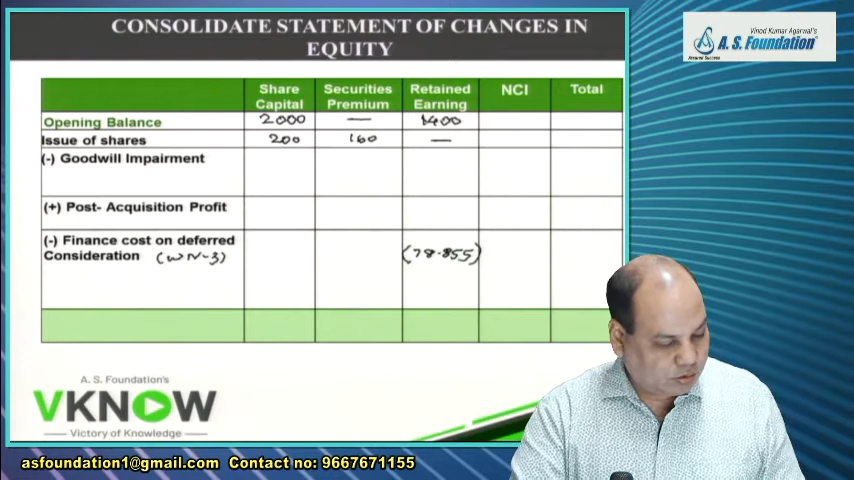 CONSOLIDATE STATEMENT OF CHANGES IN
EQUITY
Vinod Kumar Agarwal's
A. S. Foundation
Assured Success
Share Capital Securities Premium Retained Earning NCI Total
Opening Balance 2000 — 1400
Issue of shares 200 160 —
(-) Goodwill Impairment
(+) Post- Acquisition Profit
(-) Finance cost on deferred
Consideration (WN-3) (78.855)
A. S. Foundation's
VKNOW
Victory of Knowledge
asfoundation1@gmail.com Contact no: 9667671155